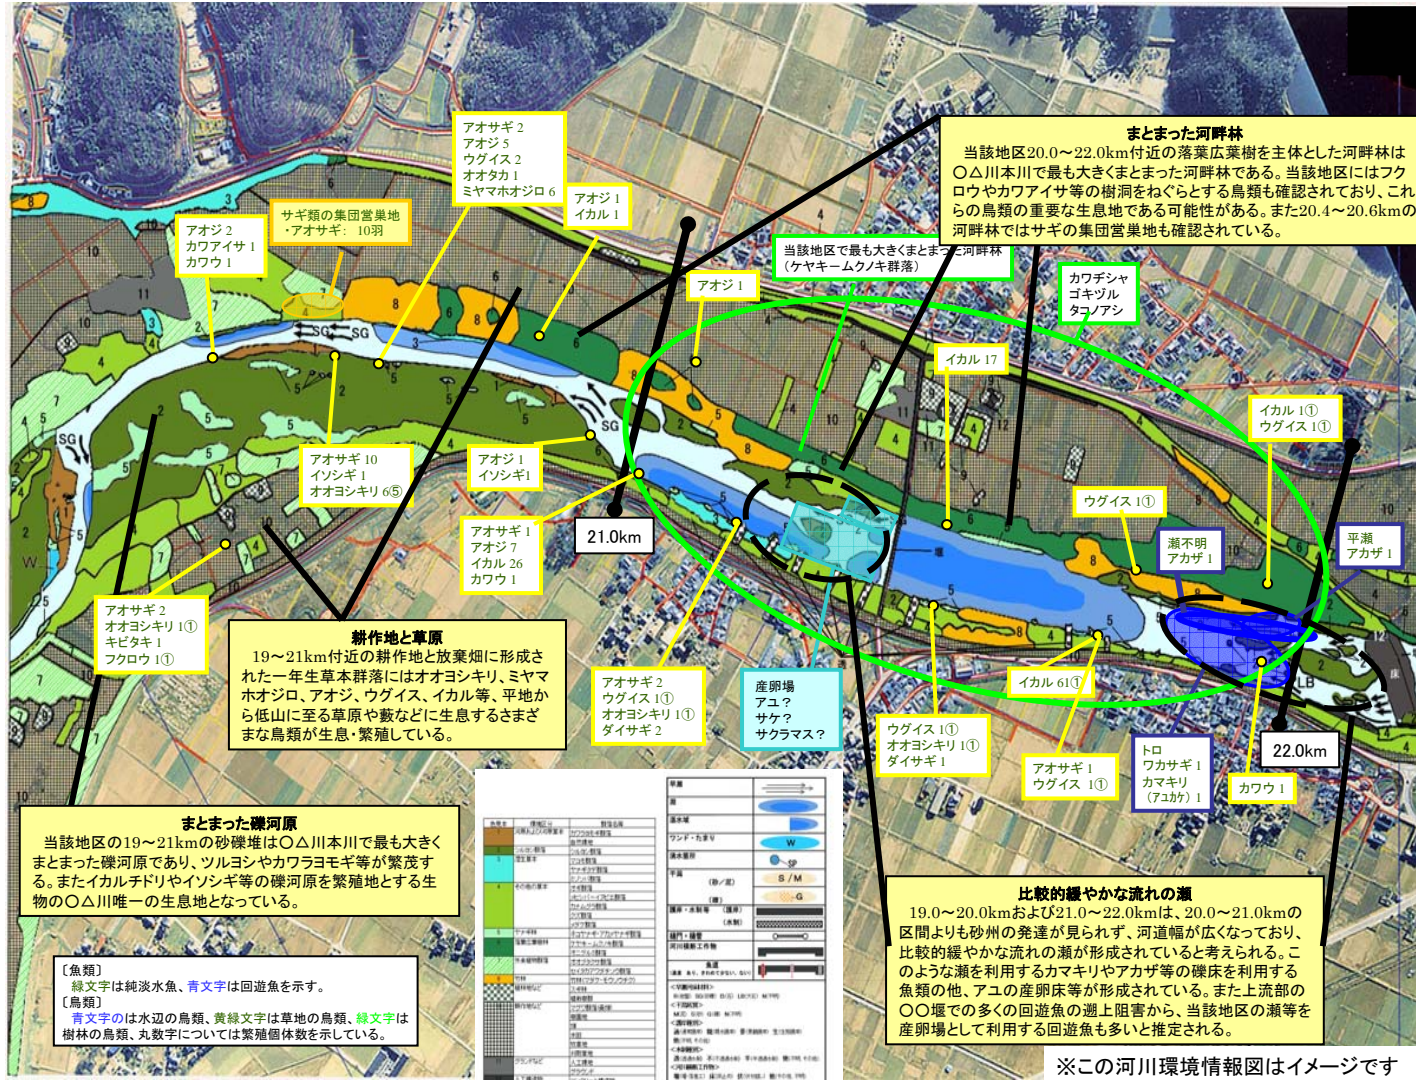 アオサギ 2
アオジ 5
ウグイス 2
オオタカ 1
ミヤマホオジロ 6
アオジ 1
イカル 1
サギ類の集団営巣地
・アオサギ: 10羽
アオジ 2
カワアイサ 1
カワウ 1
まとまった河畔林
当該地区20.0～22.0km付近の落葉広葉樹を主体とした河畔林は
〇△川本川で最も大きくまとまった河畔林である。当該地区にはフク
ロウやカワアイサ等の樹洞をねぐらとする鳥類も確認されており、これ
らの鳥類の重要な生息地である可能性がある。また20.4～20.6kmの
河畔林ではサギの集団営巣地も確認されている。
当該地区で最も大きくまとまった河畔林
(ケヤキームクノキ群落)
カワヂシャ
ゴキヅル
タコノアシ
アオジ 1
イカル 17
イカル 1①
ウグイス 1①
アオサギ 10
イソシギ 1
オオヨシキリ 6⑤
アオジ 1
イソシギ1
ウグイス 1①
瀬不明
アカザ 1
平瀬
アカザ 1
21.0km
アオサギ 1
アオジ 7
イカル 26
カワウ 1
アオサギ 2
オオヨシキリ 1①
キビタキ 1
フクロウ 1①
耕作地と草原
19～21km付近の耕作地と放棄畑に形成さ
れた一年生草本群落にはオオヨシキリ、ミヤマ
ホオジロ、アオジ、ウグイス、イカル等、平地か
ら低山に至る草原や藪などに生息するさまざ
まな鳥類が生息・繁殖している。
アオサギ 2
ウグイス 1①
オオヨシキリ 1①
ダイサギ 2
産卵場
アユ?
サケ?
サクラマス?
イカル 61①
ウグイス 1①
オオヨシキリ 1①
ダイサギ 1
アオサギ 1
ウグイス 1①
トロ
ワカサギ 1
カマキリ
(アユカケ) 1
カワウ 1
22.0km
まとまった礫河原
当該地区の19～21kmの砂礫堆は〇△川本川で最も大きく
まとまった礫河原であり、ツルヨシやカワラヨモギ等が繁茂す
る。またイカルチドリやイソシギ等の礫河原を繁殖地とする生
物の〇△川唯一の生息地となっている。
〔魚類〕
緑文字は純淡水魚、青文字は回遊魚を示す。
〔鳥類〕
青文字のは水辺の鳥類、黄緑文字は草地の鳥類、緑文字は
樹林の鳥類、丸数字については繁殖個体数を示している。
早瀬
淵
湛水域
ワンド・たまり
W
湧水箇所
SP
干潟
(砂/泥)
S / M
(礫)
G
護岸・水制等 (護岸)
(水制)
樋門・樋管
河川横断工作物
魚道
比較的緩やかな流れの瀬
19.0～20.0kmおよび21.0～22.0kmは、20.0～21.0kmの
区間よりも砂州の発達が見られず、河道幅が広くなっており、
比較的緩やかな流れの瀬が形成されていると考えられる。こ
のような瀬を利用するカマキリやアカザ等の礫床を利用する
魚類の他、アユの産卵床等が形成されている。また上流部の
〇〇堰での多くの回遊魚の遡上阻害から、当該地区の瀬等を
産卵場として利用する回遊魚も多いと推定される。
※この河川環境情報図はイメージです